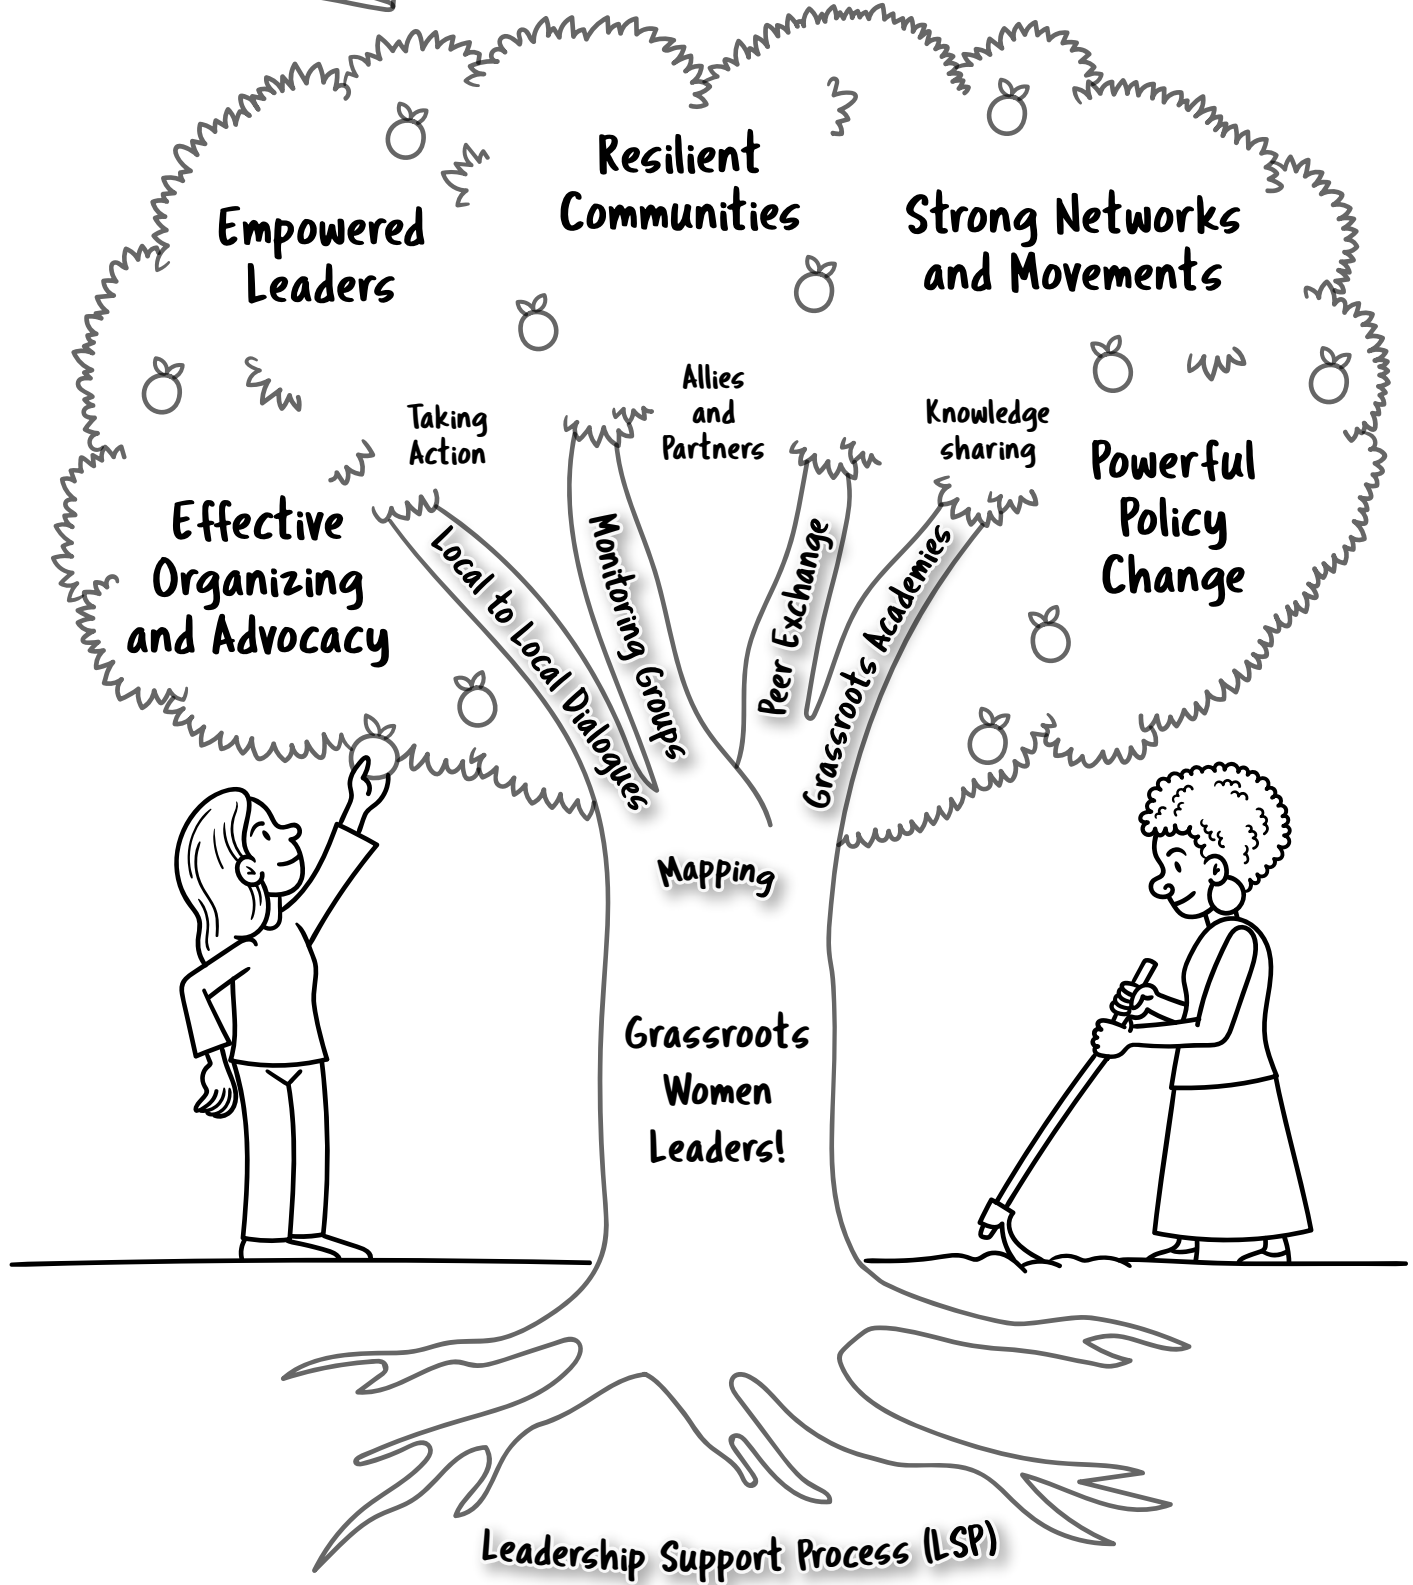 Resilient
Communities
Empowered
Leaders
Strong Networks
and Movements
Taking
Action
Allies
and
Partners
Knowledge
sharing
Powerful
Policy
Change
Effective
Organizing
and Advocacy
Local to Local Dialogues
Monitoring Groups
Peer Exchange
Grassroots Academies
Mapping
Grassroots
Women
Leaders!
Leadership Support Process (LSP)